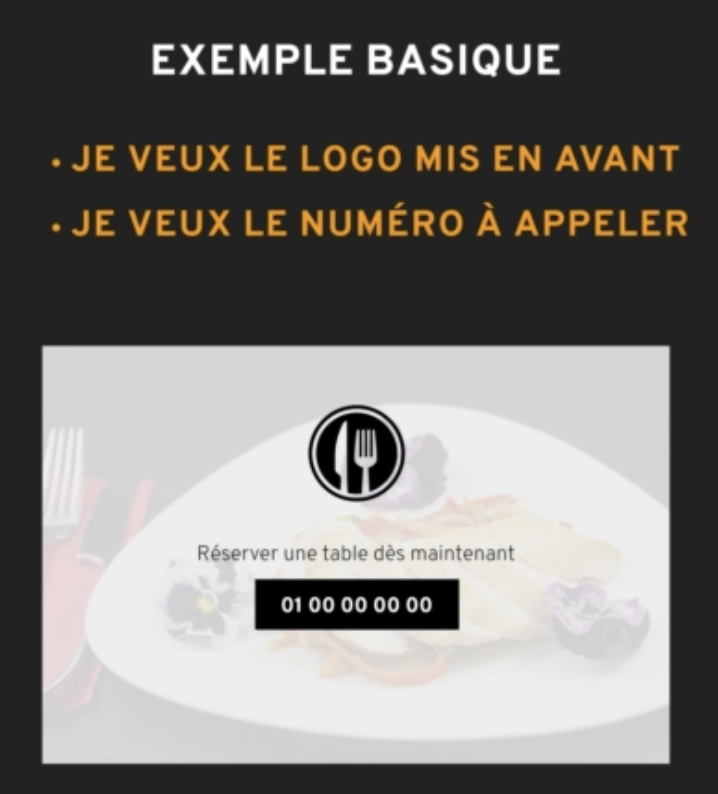 EXEMPLE BASIQUE
• JE VEUX LE LOGO MIS EN AVANT
• JE VEUX LE NUMÉRO À APPELER
Réserver une table dès maintenant
01 00 00 00 00